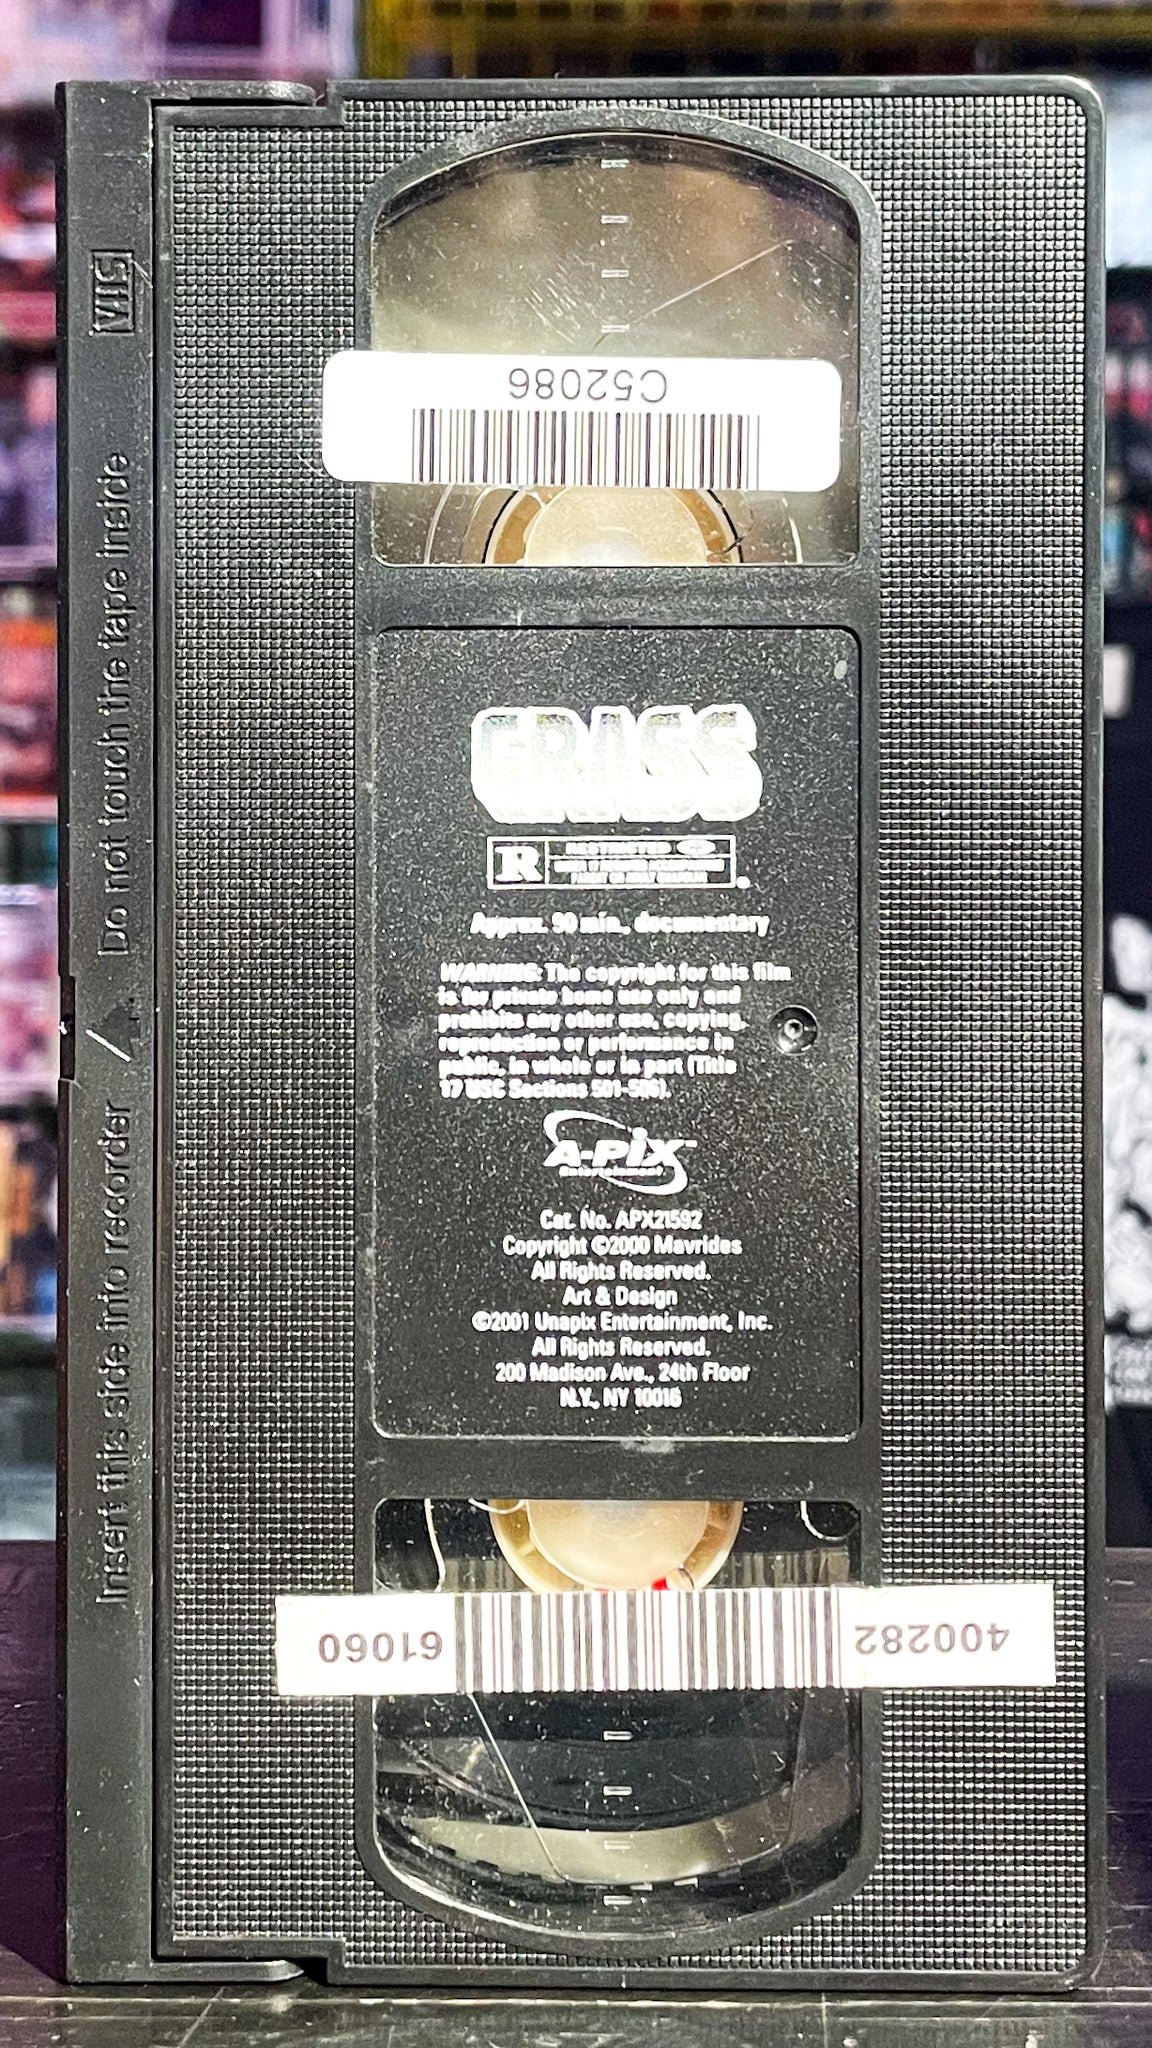 VHS
Do not touch the tape inside
Insert this side into recorder
C52086
GRASS
R RESTRICTED
Approx. 90 min., documentary
WARNING: The copyright for this film
is for private home use only and
prohibits any other use, copying,
reproduction or performance in
public, in whole or in part (Title
17 USC Sections 501-506).
A-PiX
Cat. No. APX21592
Copyright ©2000 Mavrides
All Rights Reserved.
Art & Design
©2001 Unapix Entertainment, Inc.
All Rights Reserved.
200 Madison Ave., 24th Floor
N.Y., NY 10016
400282 61060